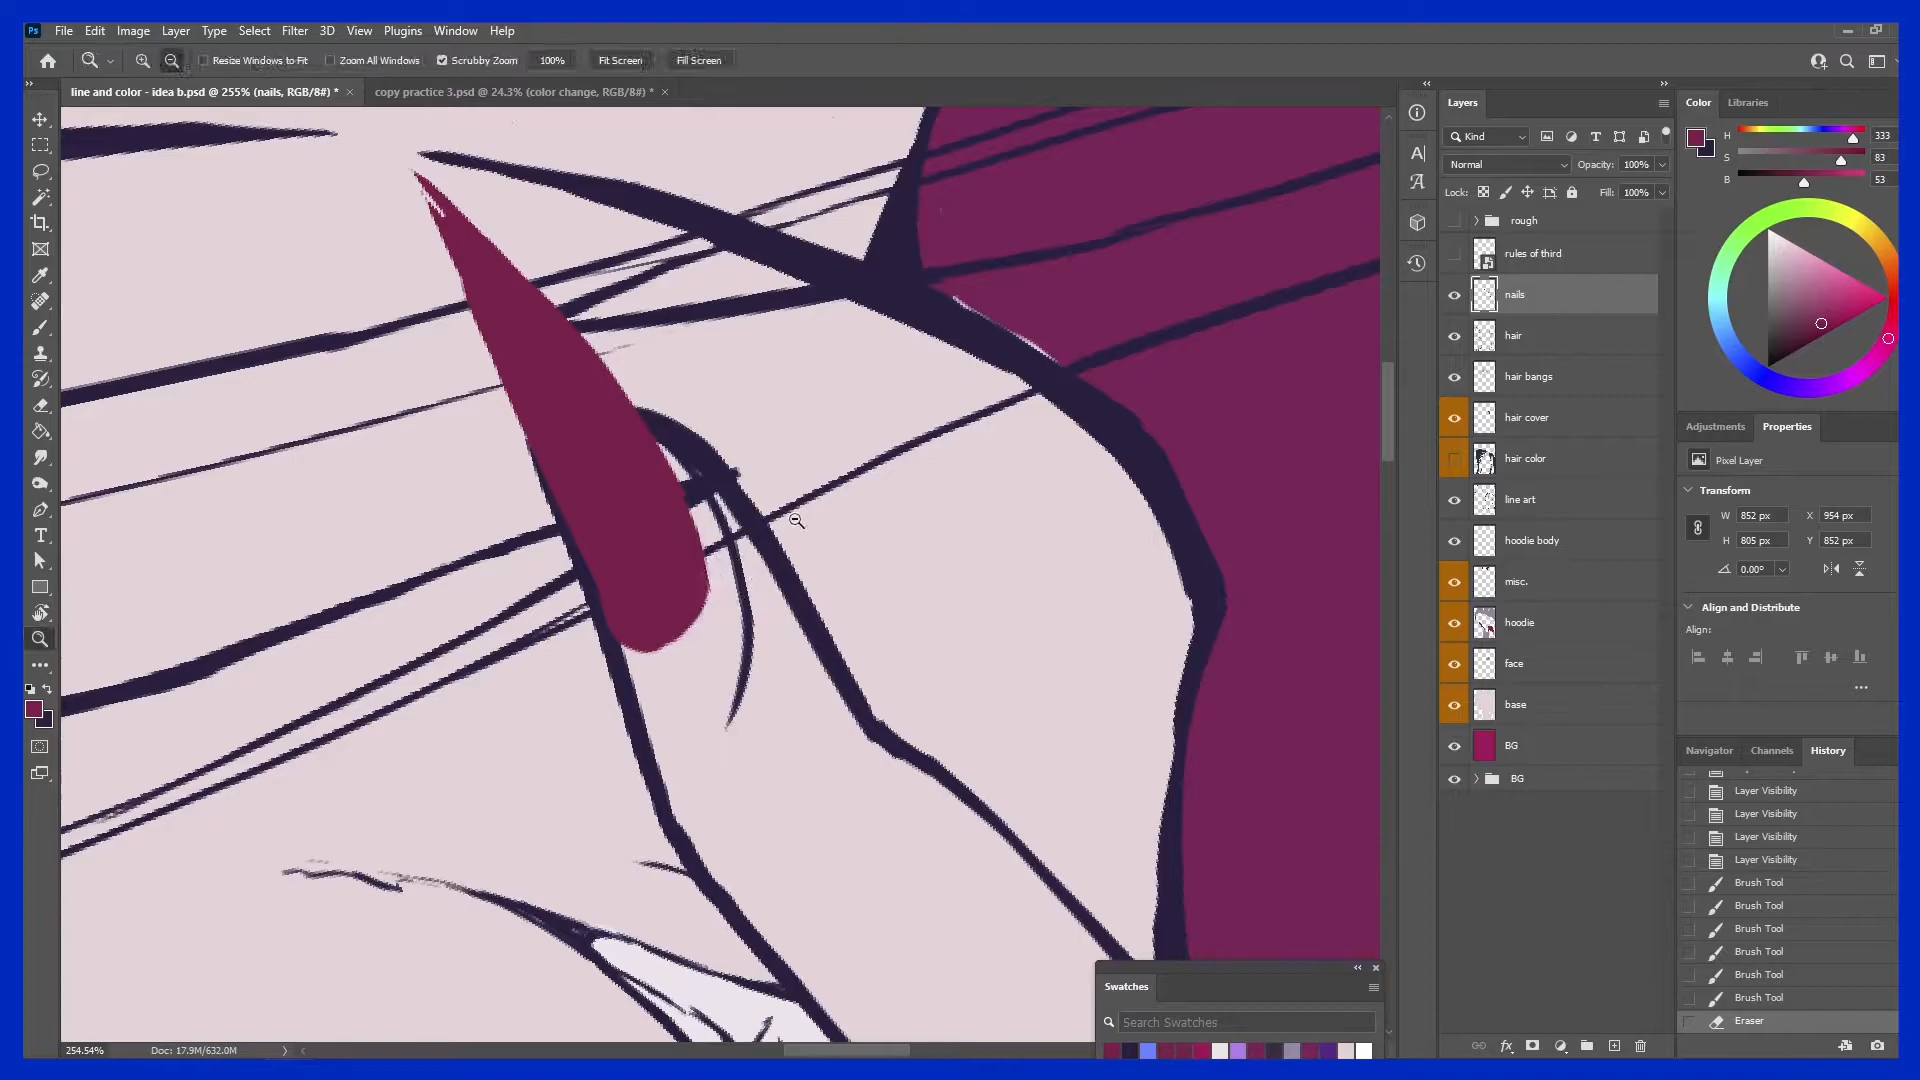 Ps File Edit Image Layer Type Select Filter 3D View Plugins Window Help
Resize Windows to Fit Zoom All Windows Scrubby Zoom 100% Fit Screen Fill Screen
line and color - idea b.psd @ 255% (nails, RGB/8#) * × copy practice 3.psd @ 24.3% (color change, RGB/8#) * ×
Layers
Kind
Normal Opacity: 100%
Lock: Fill: 100%
rough
rules of third
nails
hair
hair bangs
hair cover
hair color
line art
hoodie body
misc.
hoodie
face
base
BG
BG
Color Libraries
H 333
S 83
B 53
Adjustments Properties
Pixel Layer
Transform
W 852 px X 954 px
H 805 px Y 852 px
0.00°
Align and Distribute
Align:
Navigator Channels History
Layer Visibility
Layer Visibility
Layer Visibility
Layer Visibility
Brush Tool
Brush Tool
Brush Tool
Brush Tool
Brush Tool
Brush Tool
Eraser
Swatches
Search Swatches
254.54% Doc: 17.9M/632.0M